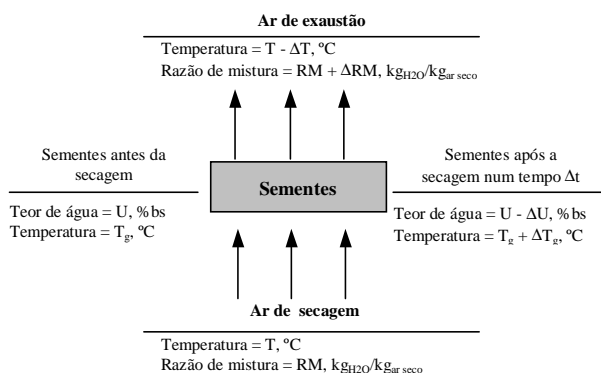 Ar de exaustão
Temperatura = T - ΔT, ºC
Razão de mistura = RM + ΔRM, kgH2O/kgar seco
Sementes antes da
secagem
Teor de água = U, % bs
Temperatura = Tg, ºC
Sementes
Sementes após a
secagem num tempo Δt
Teor de água = U - ΔU, % bs
Temperatura = Tg + ΔTg, ºC
Ar de secagem
Temperatura = T, ºC
Razão de mistura = RM, kgH2O/kgar seco